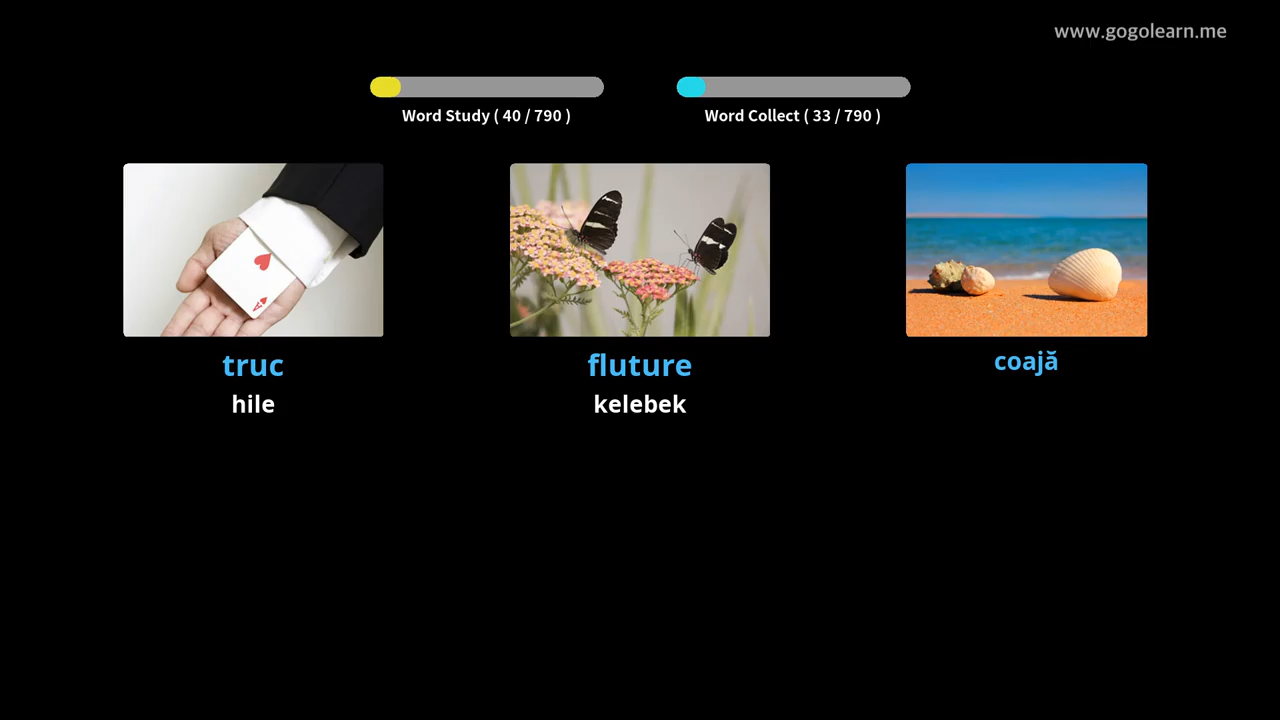 www.gogolearn.me
Word Study ( 40 / 790 )
Word Collect ( 33 / 790 )
truc
fluture
coajă
hile
kelebek